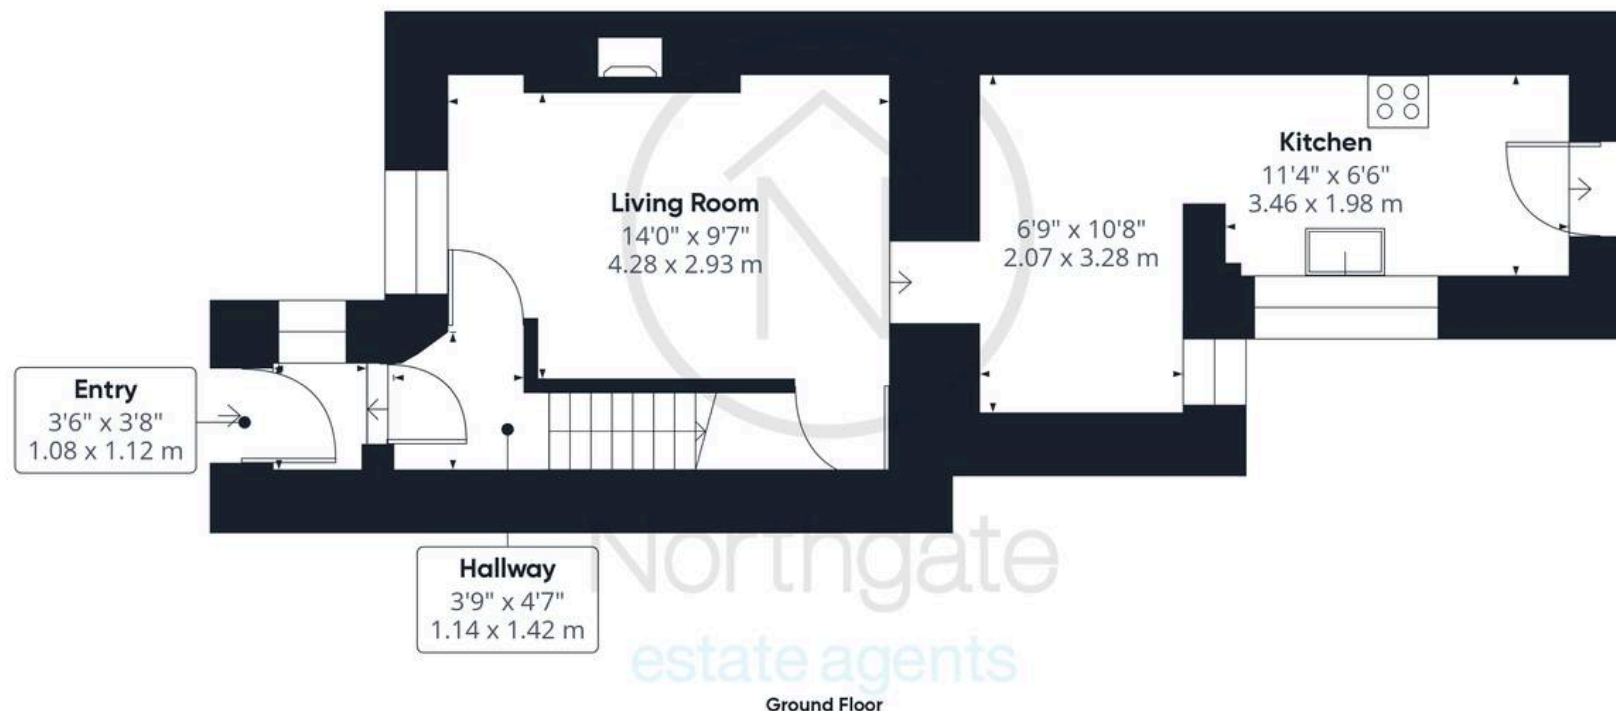 Living Room
14'0" x 9'7"
4.28 x 2.93 m
Kitchen
11'4" x 6'6"
3.46 x 1.98 m
6'9" x 10'8"
2.07 x 3.28 m
Entry
3'6" x 3'8"
1.08 x 1.12 m
Hallway
3'9" x 4'7"
1.14 x 1.42 m
Northgate
estate agents
Ground Floor